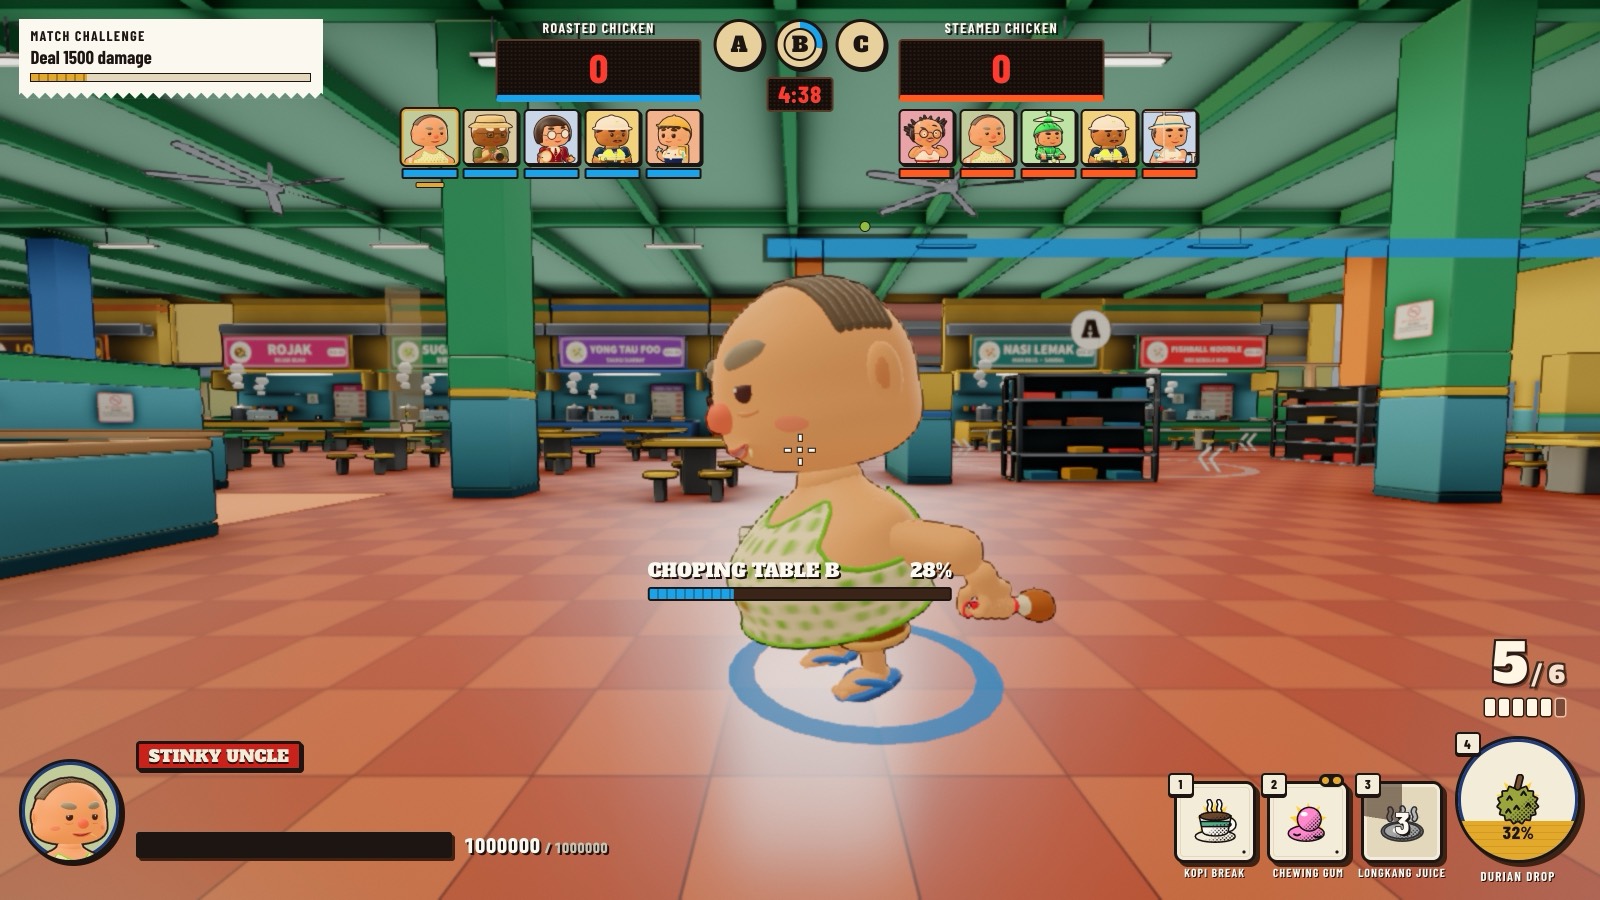 MATCH CHALLENGE
Deal 1500 damage
ROASTED CHICKEN
0
A
B
C
4:38
STEAMED CHICKEN
0
A
ROJAK
SUG
YONG TAU FOO
NASI LEMAK
FISHBALL NOODLE
CHOPING TABLE B
28%
5/6
STINKY UNCLE
1000000 / 1000000
1
KOPI BREAK
2
CHEWING GUM
3
3
LONGKANG JUICE
4
32%
DURIAN DROP